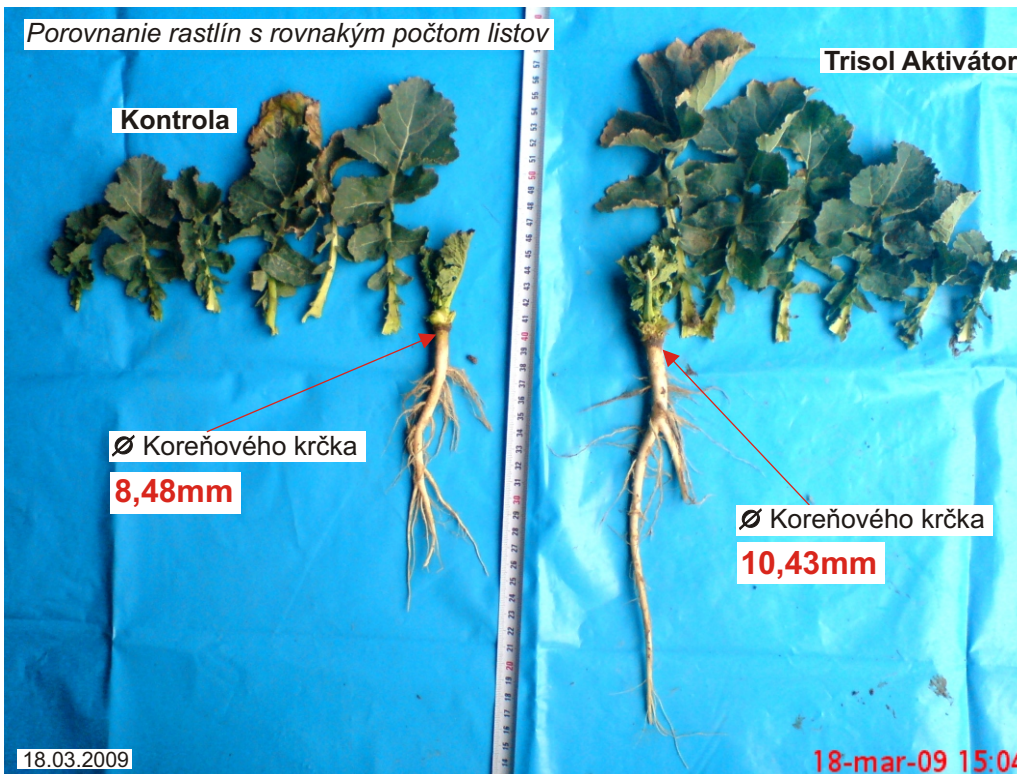 Porovnanie rastlín s rovnakým počtom listov
Trisol Aktivátor
Kontrola
Ø Koreňového krčka
8,48mm
Ø Koreňového krčka
10,43mm
18.03.2009
18-mar-09 15:04